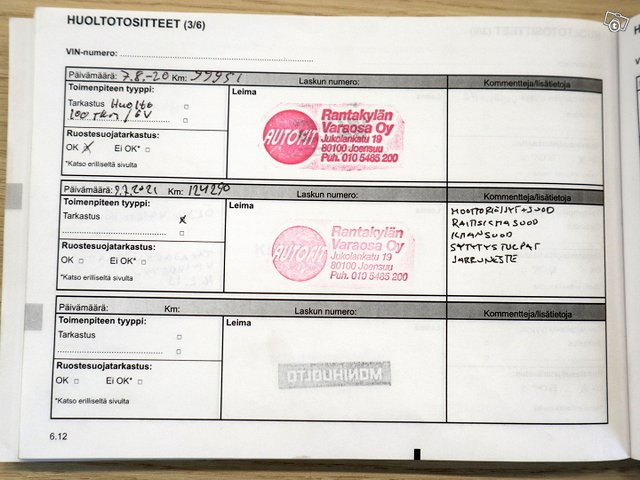 HUOLTOTOSITTEET (3/6)
VIN-numero:
Päivämäärä: 7.8.-20 Km: 99951 Laskun numero: Kommentteja/lisätietoja
Toimenpiteen tyyppi: Leima
Tarkastus Huolto
100 tkm / 6V
Ruostesuojatarkastus:
OK X Ei OK*
*Katso erilliseltä sivulta
AUTOFIT
Rantakylän
Varaosa Oy
Jukolankatu 19
80100 Joensuu
Puh. 010 5485 200
Päivämäärä: 2.7.2021 Km: 124290 Laskun numero: Kommentteja/lisätietoja
Toimenpiteen tyyppi: Leima
Tarkastus X
Ruostesuojatarkastus:
OK Ei OK*
*Katso erilliseltä sivulta
AUTOFIT
Rantakylän
Varaosa Oy
Jukolankatu 19
80100 Joensuu
Puh. 010 5485 200
MOOTTORIÖLJYT+SUOD
RAITISILMASUOD
ILMANSUOD
SYTYTYSTULPAT
JARRUNESTE
Päivämäärä: Km: Laskun numero: Kommentteja/lisätietoja
Toimenpiteen tyyppi: Leima
Tarkastus
Ruostesuojatarkastus:
OK Ei OK*
*Katso erilliseltä sivulta
MONIHUOLTO
6.12